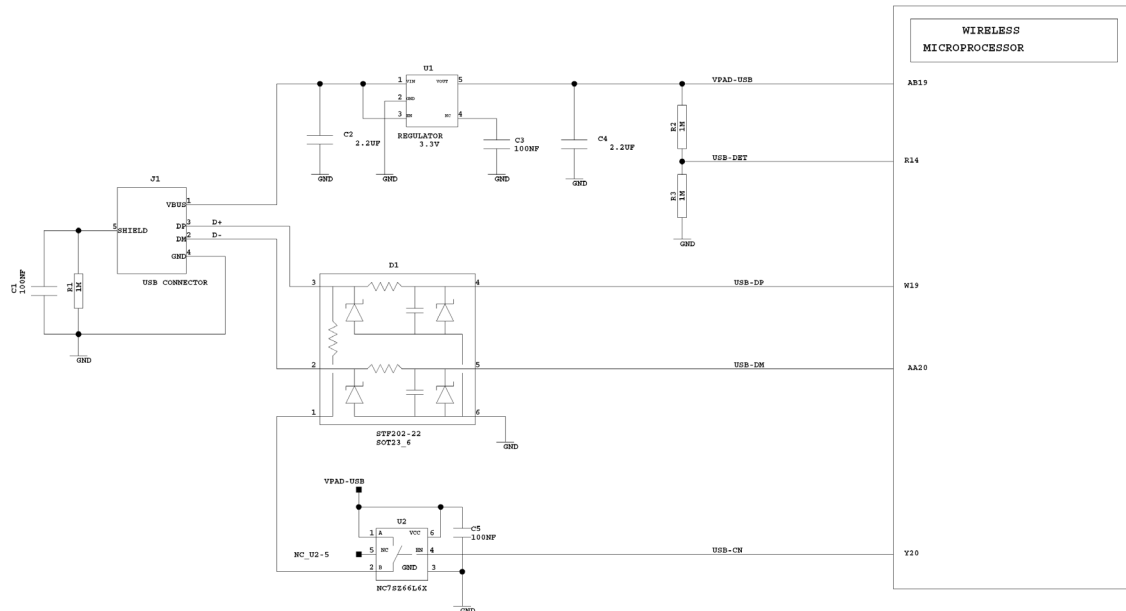 WIRELESS
MICROPROCESSOR
U1
1 VIN VOUT 5
2 GND
3 EN NC 4
REGULATOR
3.3V
VPAD-USB
AB19
C2
2.2UF
GND
GND
C3
100NF
GND
C4
2.2UF
GND
R2
1M
USB-DET
R14
R3
1M
GND
J1
VBUS 1
5 SHIELD
DP 3 D+
DM 2 D-
GND 4
USB CONNECTOR
C1
100NF
R1
1M
GND
D1
3 4
USB-DP
W19
2 5
USB-DM
AA20
1 6
GND
STF202-22
SOT23_6
VPAD-USB
U2
1 A VCC 6
C5
100NF
NC_U2-5
5 NC EN 4
USB-CN
Y20
2 B GND 3
NC7SZ66L6X
GND